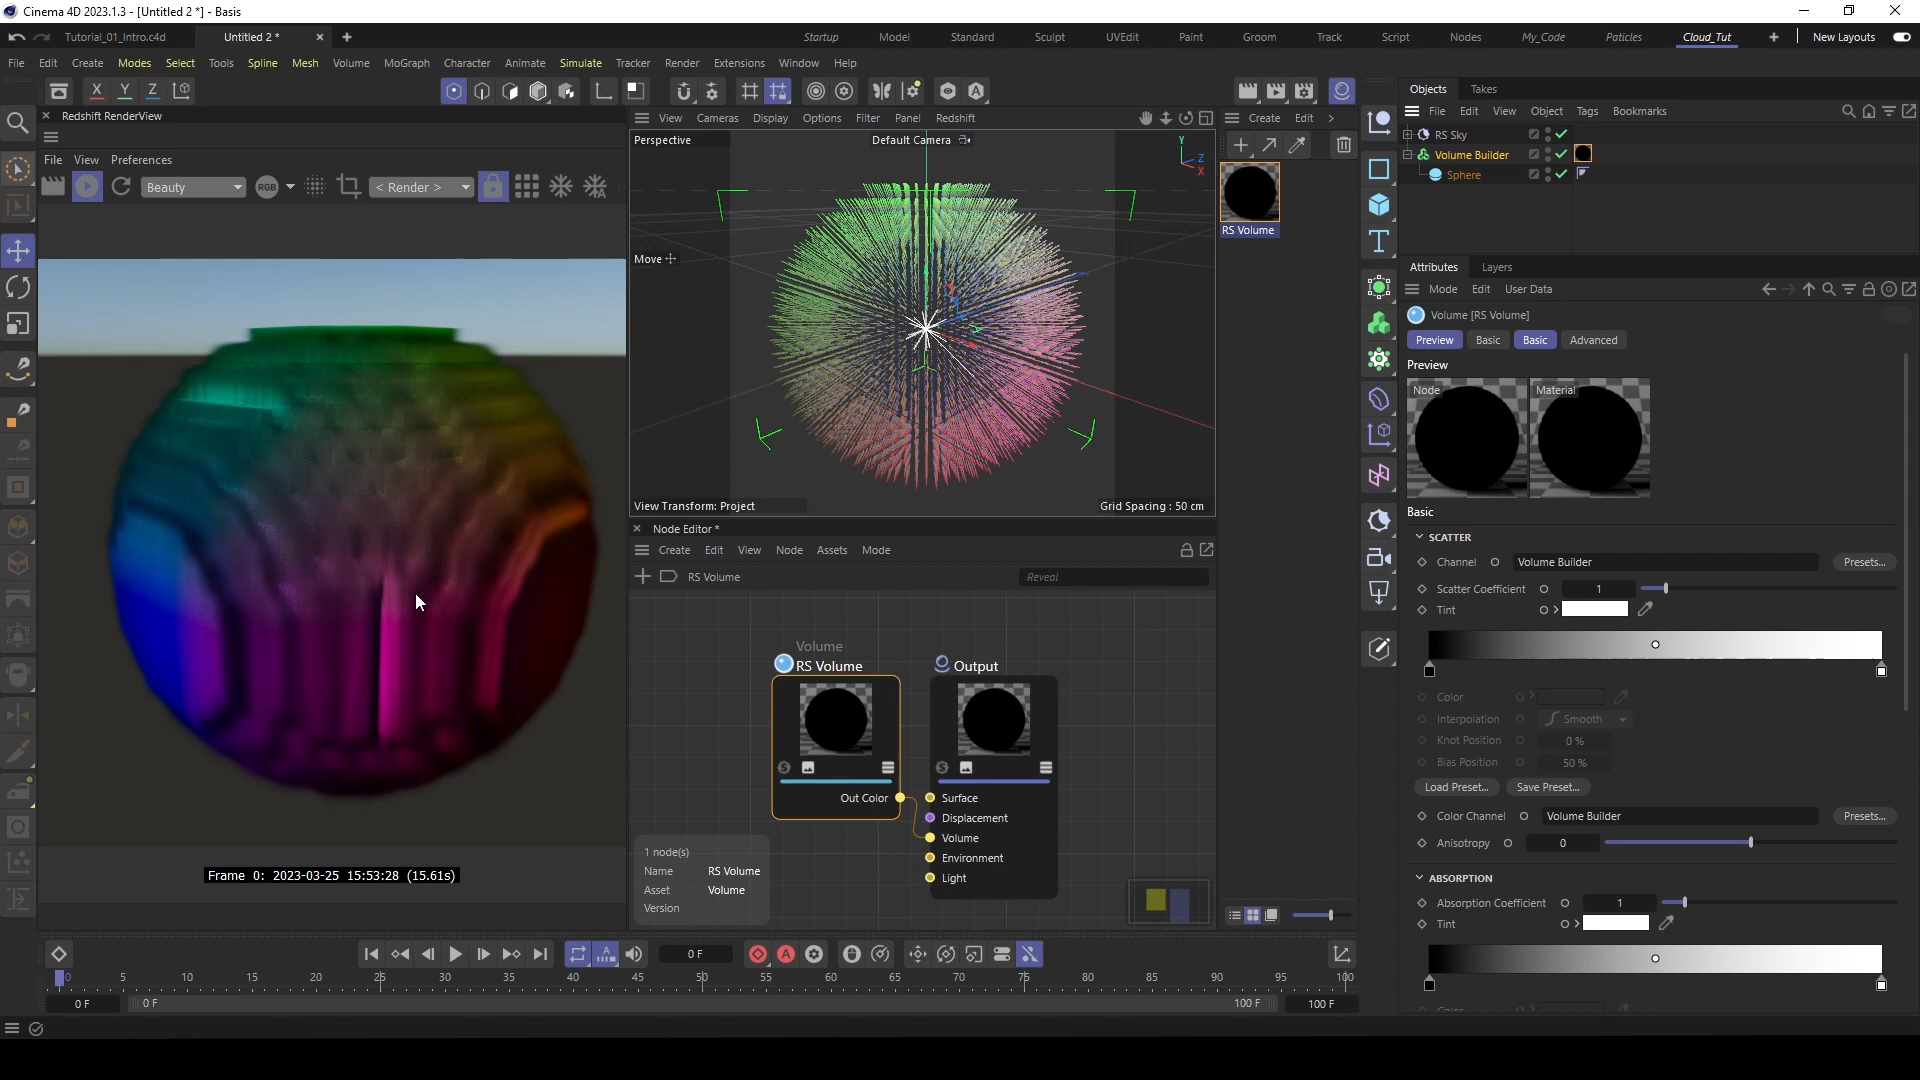 Cinema 4D 2023.1.3 - [Untitled 2 *] - Basis
Tutorial_01_Intro.c4d Untitled 2 * Startup Model Standard Sculpt UVEdit Paint Groom Track Script Nodes My_Code Paticles Cloud_Tut New Layouts
File Edit Create Modes Select Tools Spline Mesh Volume MoGraph Character Animate Simulate Tracker Render Extensions Window Help
X Y Z
Redshift RenderView
File View Preferences
Beauty RGB < Render >
Frame 0: 2023-03-25 15:53:28 (15.61s)
View Cameras Display Options Filter Panel Redshift
Perspective Default Camera
Y
Z
X
Move
View Transform: Project Grid Spacing : 50 cm
Node Editor *
Create Edit View Node Assets Mode
RS Volume Reveal
Volume
RS Volume
Out Color
Output
Surface
Displacement
Volume
Environment
Light
1 node(s)
Name RS Volume
Asset Volume
Version
Create Edit
RS Volume
Objects Takes
File Edit View Object Tags Bookmarks
RS Sky
Volume Builder
Sphere
Attributes Layers
Mode Edit User Data
Volume [RS Volume]
Preview Basic Basic Advanced
Preview
Node Material
Basic
SCATTER
Channel Volume Builder Presets...
Scatter Coefficient 1
Tint
Color
Interpolation Smooth
Knot Position 0 %
Bias Position 50 %
Load Preset... Save Preset...
Color Channel Volume Builder Presets...
Anisotropy 0
ABSORPTION
Absorption Coefficient 1
Tint
0 F
0 5 10 15 20 25 30 35 40 45 50 55 60 65 70 75 80 85 90 95 100
0 F 0 F 100 F 100 F